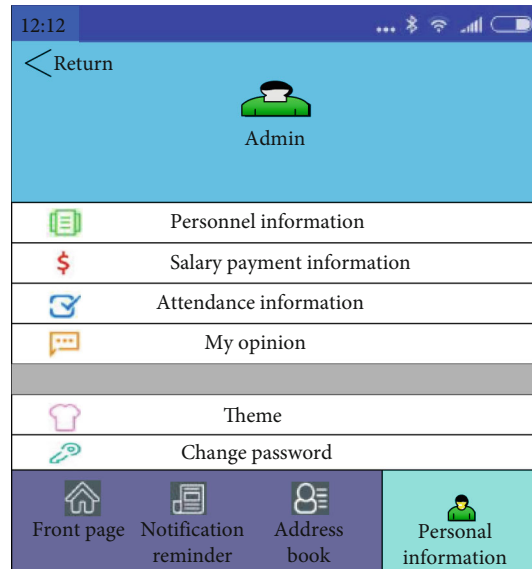 12:12
Return
Admin
Personnel information
Salary payment information
Attendance information
My opinion
Theme
Change password
Front page
Notification
reminder
Address
book
Personal
information